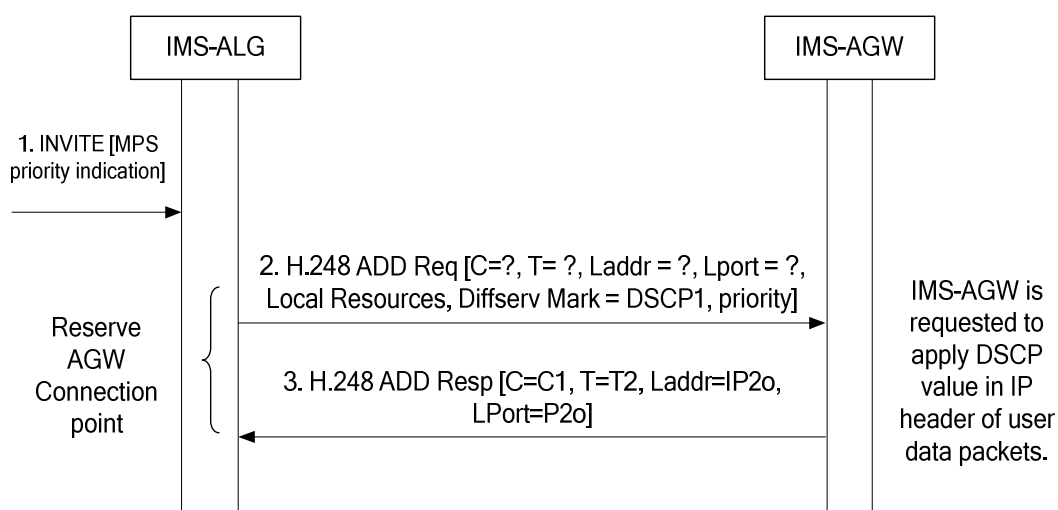 IMS-ALG
IMS-AGW
1. INVITE [MPS
priority indication]
2. H.248 ADD Req [C=?, T= ?, Laddr = ?, Lport = ?,
Local Resources, Diffserv Mark = DSCP1, priority]
Reserve
AGW
Connection
point
3. H.248 ADD Resp [C=C1, T=T2, Laddr=IP2o,
LPort=P2o]
IMS-AGW is
requested to
apply DSCP
value in IP
header of user
data packets.